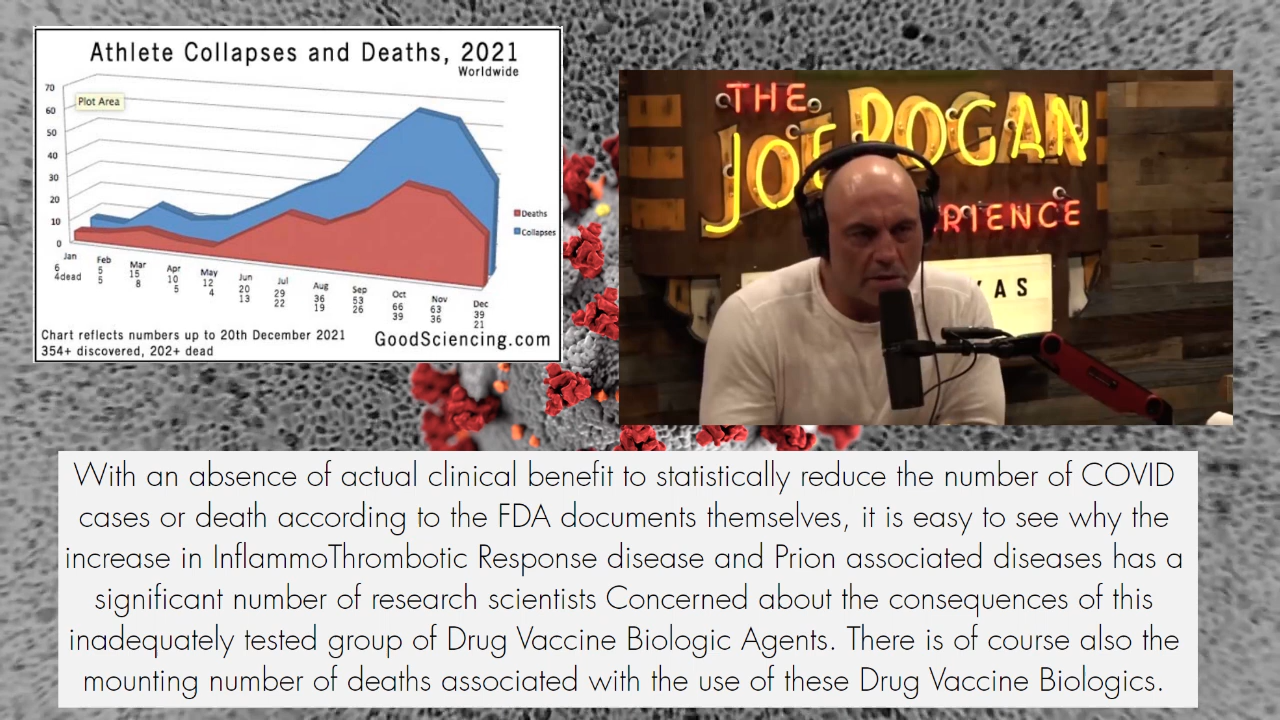 Athlete Collapses and Deaths, 2021
Worldwide
70
Plot Area
60
50
40
30
20
10
0
Deaths
Collapses
Jan Feb Mar Apr May Jun Jul Aug Sep Oct Nov Dec
6 5 15 10 12 20 29 36 53 66 63 39
4dead 5 8 5 4 13 22 19 26 39 36 21
Chart reflects numbers up to 20th December 2021
354+ discovered, 202+ dead
GoodSciencing.com
THE
JOE ROGAN
RIENCE
XAS
With an absence of actual clinical benefit to statistically reduce the number of COVID
cases or death according to the FDA documents themselves, it is easy to see why the
increase in InflammoThrombotic Response disease and Prion associated diseases has a
significant number of research scientists Concerned about the consequences of this
inadequately tested group of Drug Vaccine Biologic Agents. There is of course also the
mounting number of deaths associated with the use of these Drug Vaccine Biologics.